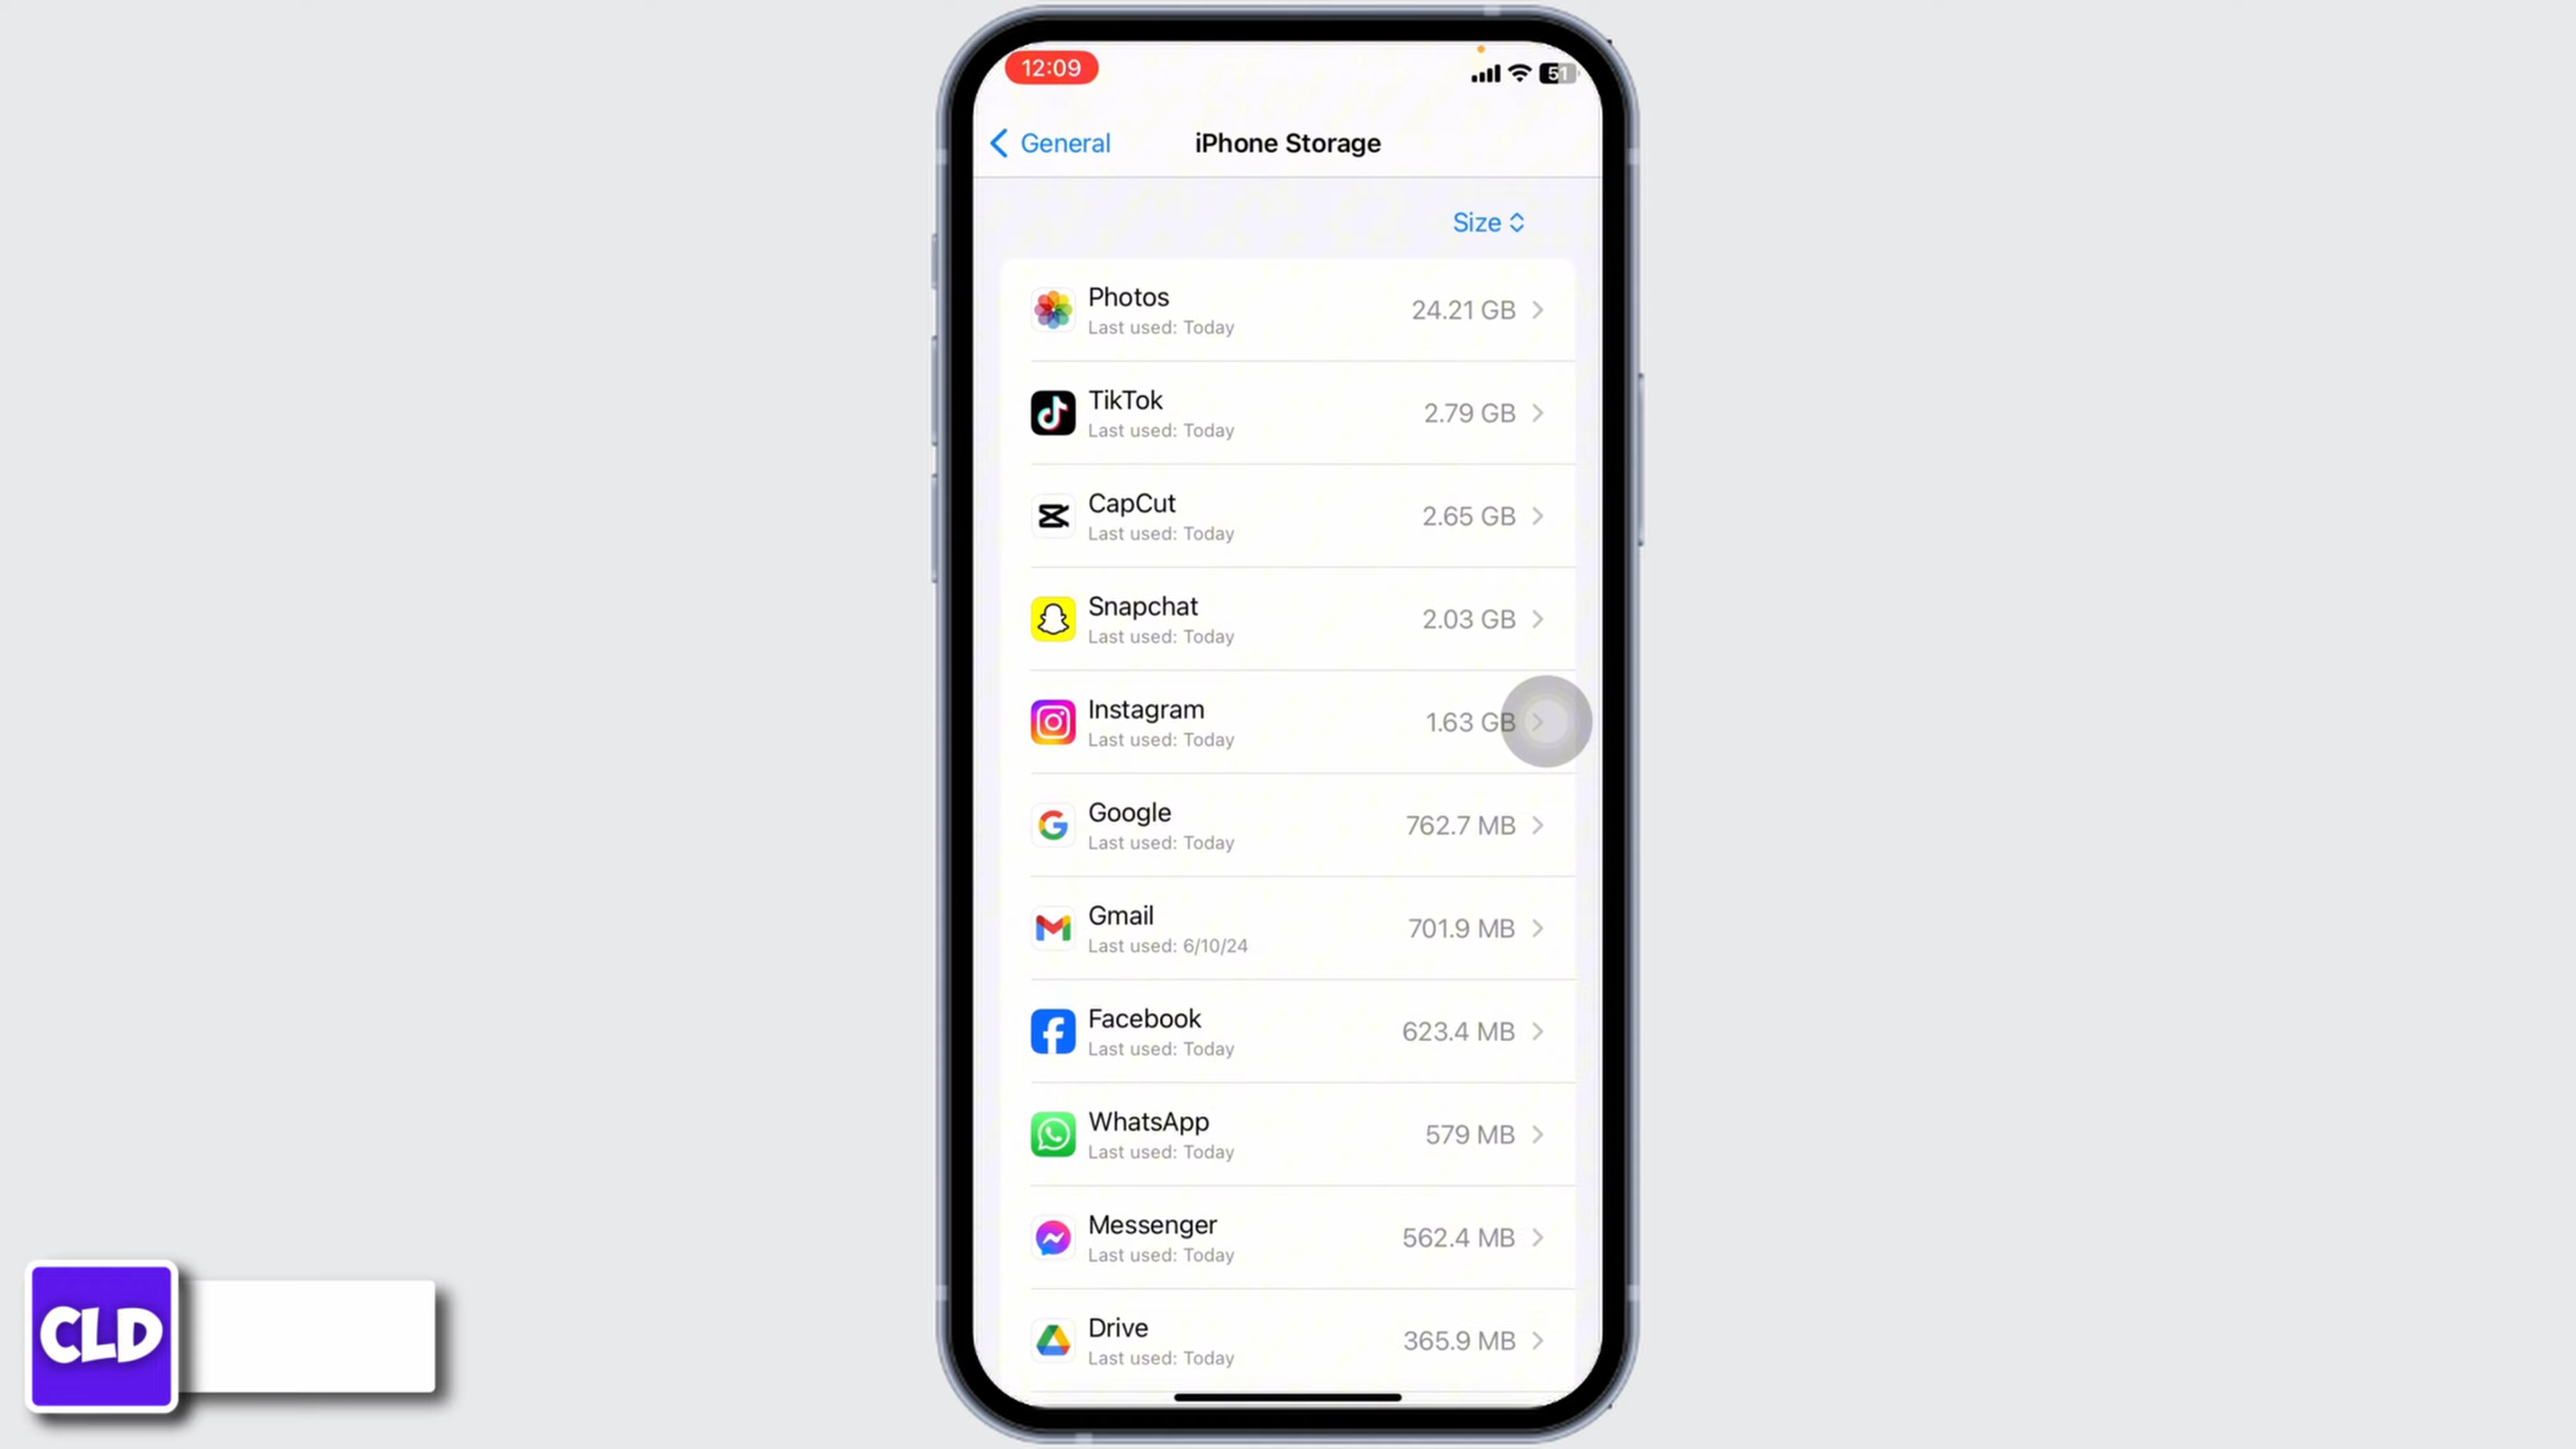 12:09
51
General
iPhone Storage
Size
Photos
Last used: Today
24.21 GB
TikTok
Last used: Today
2.79 GB
CapCut
Last used: Today
2.65 GB
Snapchat
Last used: Today
2.03 GB
Instagram
Last used: Today
1.63 GB
Google
Last used: Today
762.7 MB
Gmail
Last used: 6/10/24
701.9 MB
Facebook
Last used: Today
623.4 MB
WhatsApp
Last used: Today
579 MB
Messenger
Last used: Today
562.4 MB
Drive
Last used: Today
365.9 MB
CLD